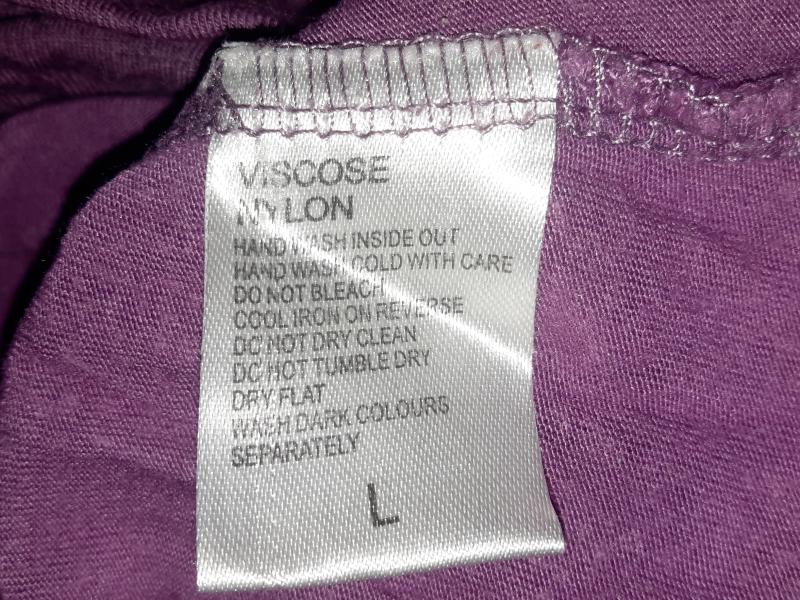 VISCOSE
NYLON
HAND WASH INSIDE OUT
HAND WASH COLD WITH CARE
DO NOT BLEACH
COOL IRON ON REVERSE
DO NOT DRY CLEAN
DO NOT TUMBLE DRY
DRY FLAT
WASH DARK COLOURS
SEPARATELY
L